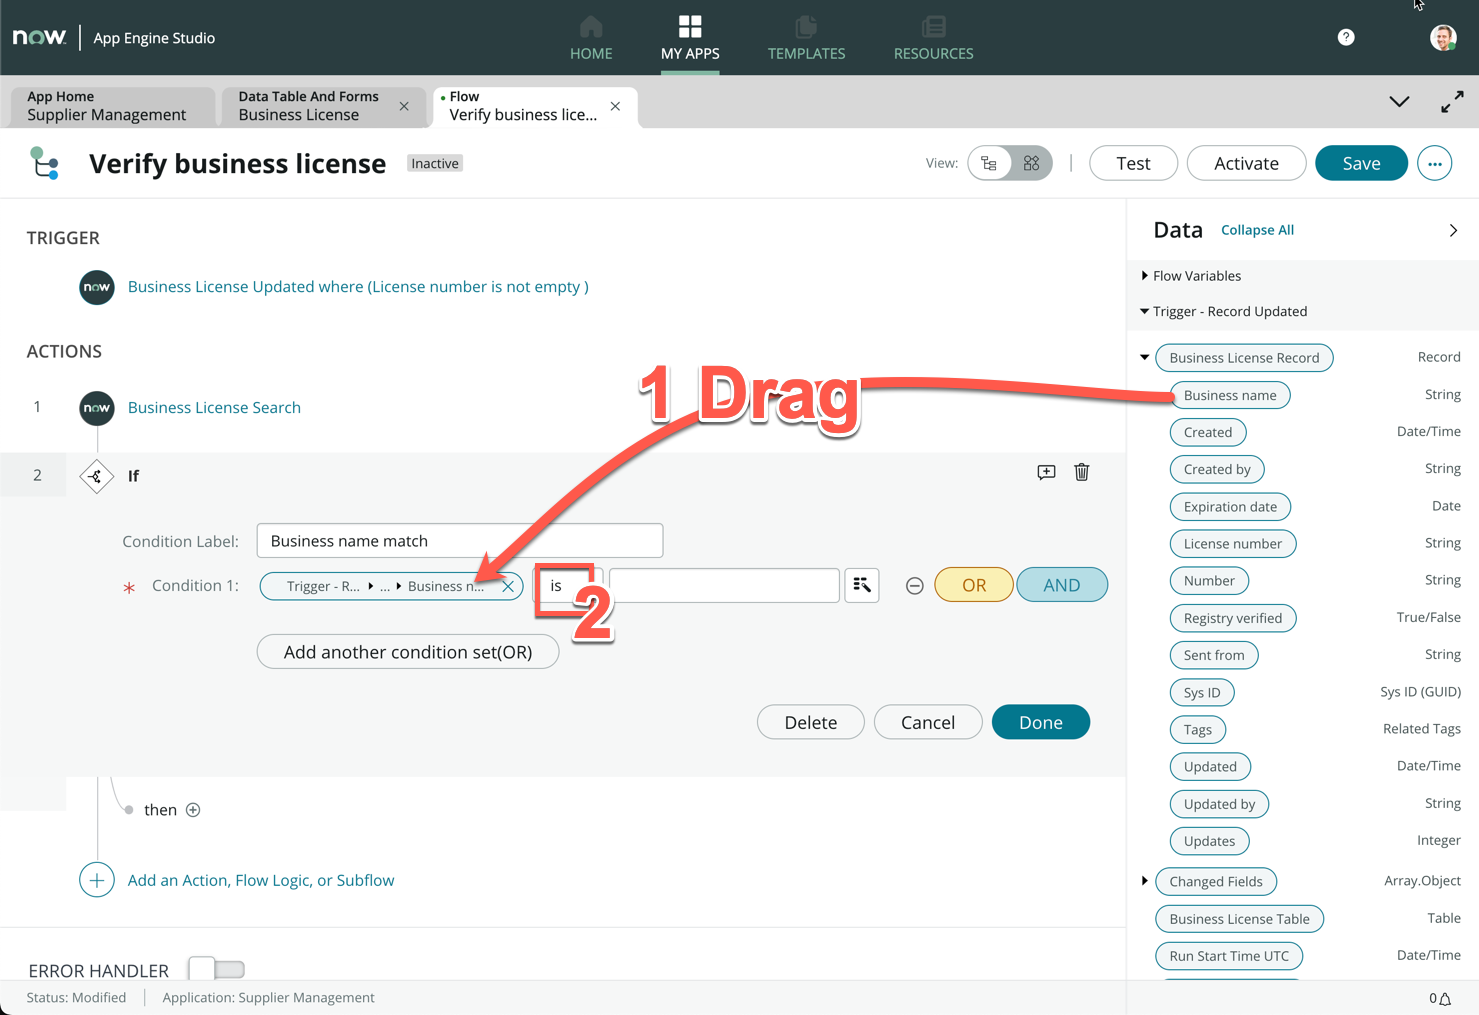 now
App Engine Studio
HOME
MY APPS
TEMPLATES
RESOURCES
?
App Home
Supplier Management
Data Table And Forms
Business License
Flow
Verify business lice...
Verify business license
Inactive
View:
Test
Activate
Save
TRIGGER
now
Business License Updated where (License number is not empty )
ACTIONS
1
now
Business License Search
2
If
1 Drag
Condition Label:
Business name match
* Condition 1:
Trigger - R... ▸ ... ▸ Business n...
is
2
OR
AND
Add another condition set(OR)
Delete
Cancel
Done
then
Add an Action, Flow Logic, or Subflow
ERROR HANDLER
Status: Modified
Application: Supplier Management
Data
Collapse All
Flow Variables
Trigger - Record Updated
Business License Record Record
Business name String
Created Date/Time
Created by String
Expiration date Date
License number String
Number String
Registry verified True/False
Sent from String
Sys ID Sys ID (GUID)
Tags Related Tags
Updated Date/Time
Updated by String
Updates Integer
Changed Fields Array.Object
Business License Table Table
Run Start Time UTC Date/Time
0